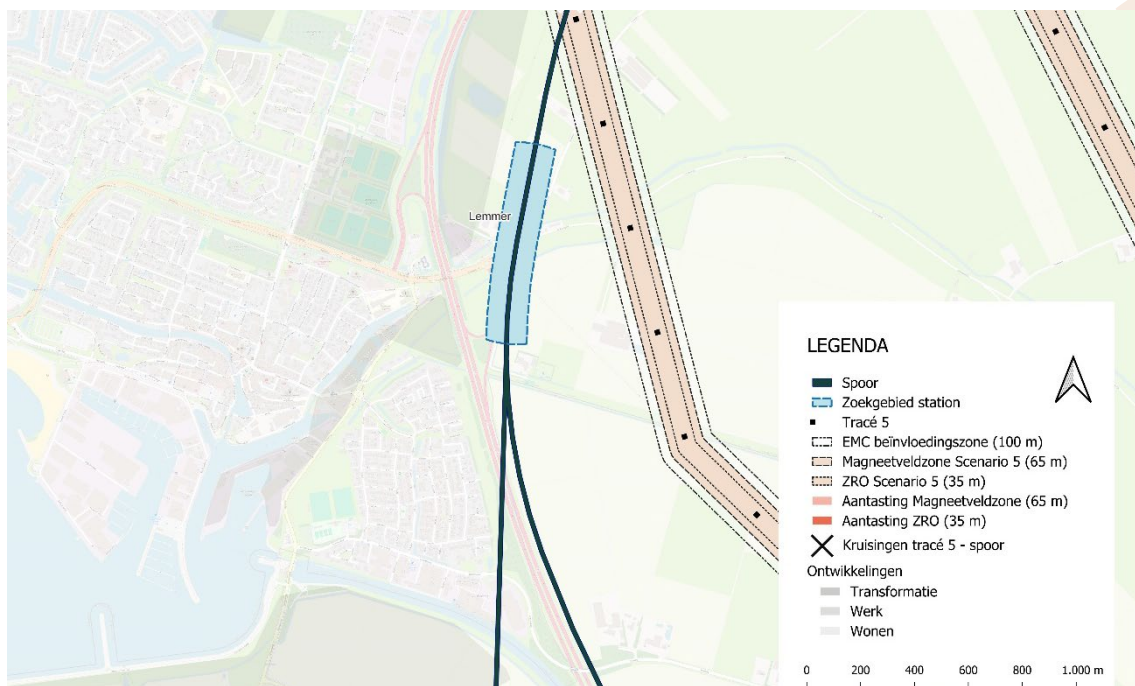 Lemmer
LEGENDA
Spoor
Zoekgebied station
Tracé 5
EMC beïnvloedingszone (100 m)
Magneetveldzone Scenario 5 (65 m)
ZRO Scenario 5 (35 m)
Aantasting Magneetveldzone (65 m)
Aantasting ZRO (35 m)
Kruisingen tracé 5 - spoor
Ontwikkelingen
Transformatie
Werk
Wonen
0 200 400 600 800 1.000 m